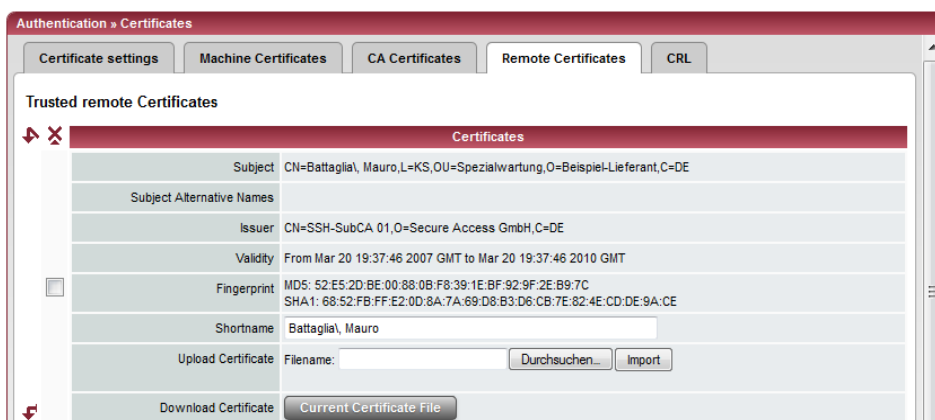 Authentication » Certificates
Certificate settings Machine Certificates CA Certificates Remote Certificates CRL
Trusted remote Certificates
Certificates
Subject CN=Battaglia\, Mauro,L=KS,OU=Spezialwartung,O=Beispiel-Lieferant,C=DE
Subject Alternative Names
Issuer CN=SSH-SubCA 01,O=Secure Access GmbH,C=DE
Validity From Mar 20 19:37:46 2007 GMT to Mar 20 19:37:46 2010 GMT
Fingerprint MD5: 52:E5:2D:BE:00:88:0B:F8:39:1E:BF:92:9F:2E:B9:7C
SHA1: 68:52:FB:FF:E2:0D:8A:7A:69:D8:B3:D6:CB:7E:82:4E:CD:DE:9A:CE
Shortname Battaglia\, Mauro
Upload Certificate Filename: Durchsuchen... Import
Download Certificate Current Certificate File